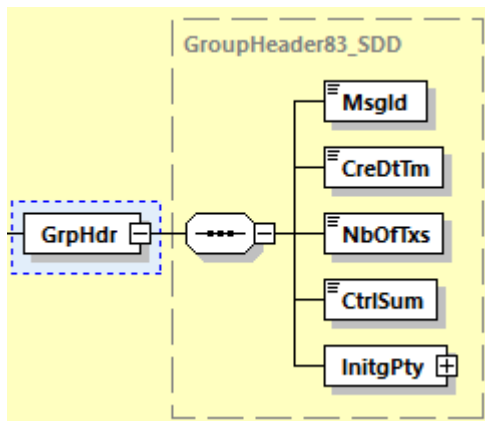 GroupHeader83_SDD
MsgId
CreDtTm
GrpHdr
NbOfTxs
CtrlSum
InitgPty